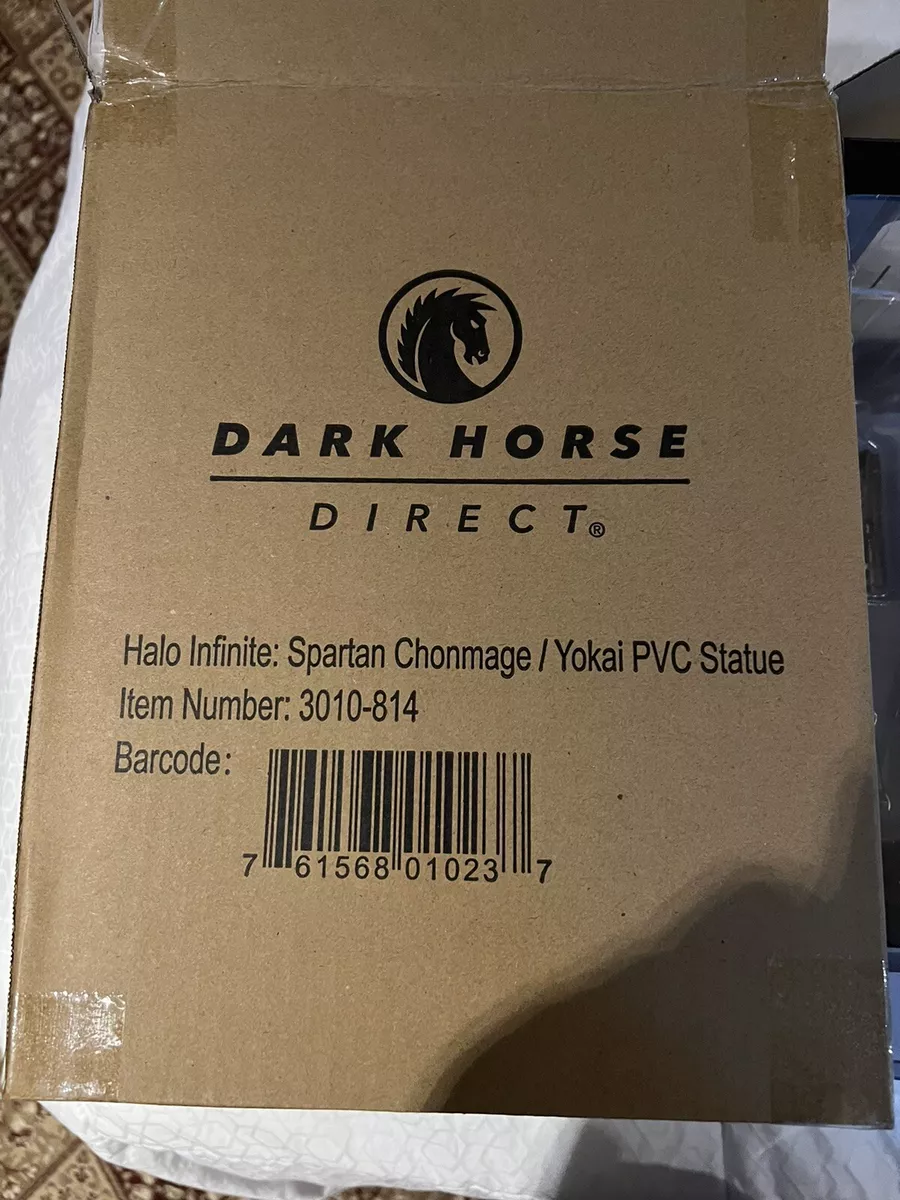 DARK HORSE
DIRECT®
Halo Infinite: Spartan Chonmage / Yokai PVC Statue
Item Number: 3010-814
Barcode:
7 61568 01023 7